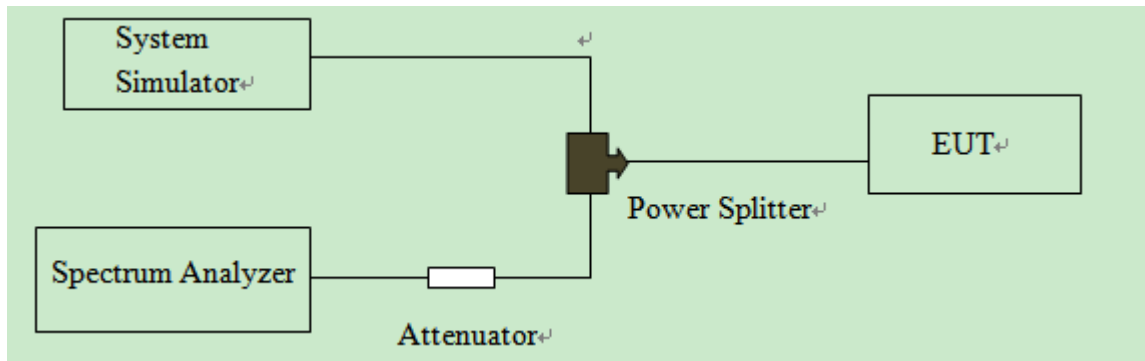 System
Simulator↵
↵
EUT↵
Power Splitter↵
Spectrum Analyzer
Attenuator↵